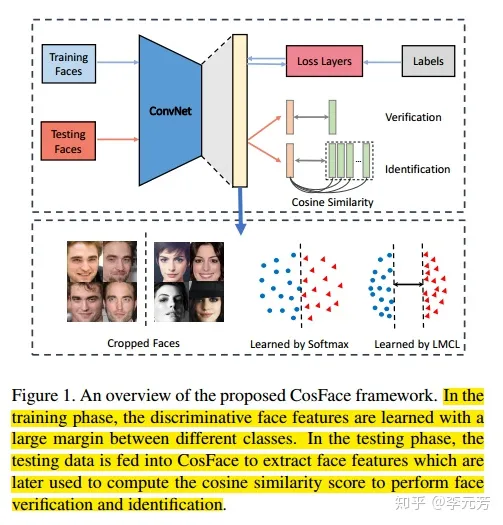 Training
Faces
ConvNet
Loss Layers
Labels
Testing
Faces
Verification
...
Identification
Cosine Similarity
Cropped Faces
Learned by Softmax
Learned by LMCL
Figure 1. An overview of the proposed CosFace framework. In the
training phase, the discriminative face features are learned with a
large margin between different classes. In the testing phase, the
testing data is fed into CosFace to extract face features which are
later used to compute the cosine similarity score to perform face
verification and identification.
知乎 @李元芳